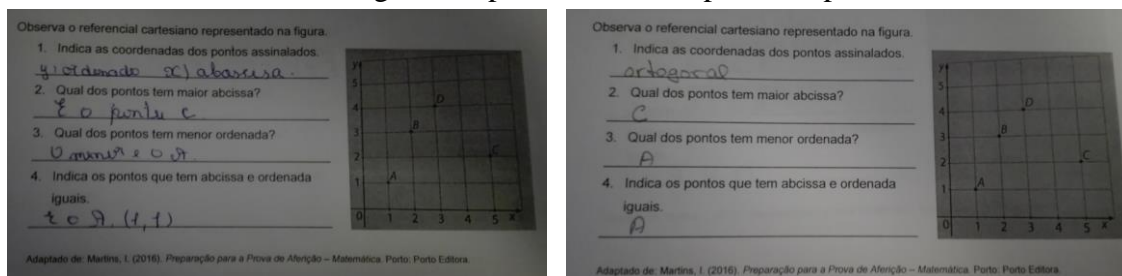 Observa o referencial cartesiano representado na figura.
1. Indica as coordenadas dos pontos assinalados.
y) ordenado x) abascisa.
2. Qual dos pontos tem maior abcissa?
É o ponto C
3. Qual dos pontos tem menor ordenada?
O menor é o A.
4. Indica os pontos que tem abcissa e ordenada
iguais.
É o A. (1,1)
y
5
4
3
2
1
0 1 2 3 4 5 x
D
B
C
A
Adaptado de: Martins, I. (2016). Preparação para a Prova de Aferição – Matemática. Porto: Porto Editora.
Observa o referencial cartesiano representado na figura.
1. Indica as coordenadas dos pontos assinalados.
ortogonal
2. Qual dos pontos tem maior abcissa?
C
3. Qual dos pontos tem menor ordenada?
A
4. Indica os pontos que tem abcissa e ordenada
iguais.
A
y
5
4
3
2
1
0 1 2 3 4 5 x
D
B
C
A
Adaptado de: Martins, I. (2016). Preparação para a Prova de Aferição – Matemática. Porto: Porto Editora.